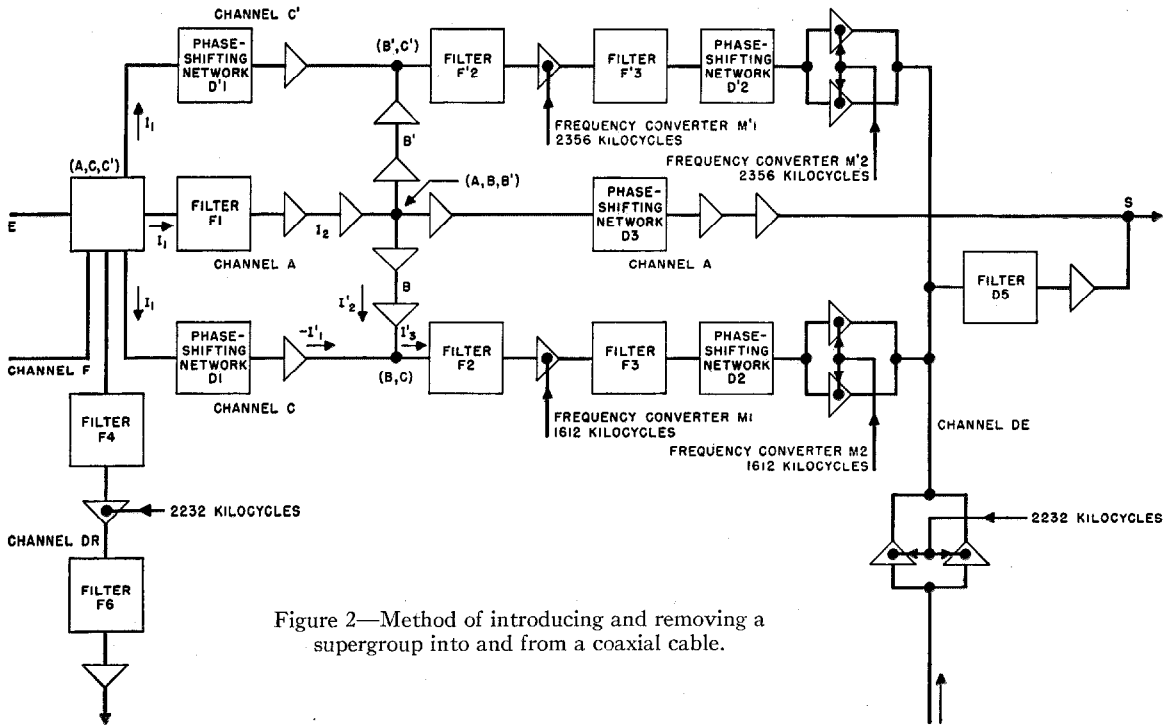 CHANNEL C'
PHASE-
SHIFTING
NETWORK
D'1
(B',C')
FILTER
F'2
FILTER
F'3
PHASE-
SHIFTING
NETWORK
D'2
I1
B'
FREQUENCY CONVERTER M'1
2356 KILOCYCLES
FREQUENCY CONVERTER M'2
2356 KILOCYCLES
(A,C,C')
(A,B,B')
E
I1
FILTER
F1
I2
PHASE-
SHIFTING
NETWORK
D3
S
CHANNEL A
CHANNEL A
I1
B
I'2
FILTER
D5
CHANNEL F
PHASE-
SHIFTING
NETWORK
D1
-I'1
I'3
(B,C)
FILTER
F2
FILTER
F3
PHASE-
SHIFTING
NETWORK
D2
CHANNEL C
FREQUENCY CONVERTER M1
1612 KILOCYCLES
FREQUENCY CONVERTER M2
1612 KILOCYCLES
CHANNEL DE
FILTER
F4
2232 KILOCYCLES
2232 KILOCYCLES
CHANNEL DR
FILTER
F6
Figure 2—Method of introducing and removing a
supergroup into and from a coaxial cable.